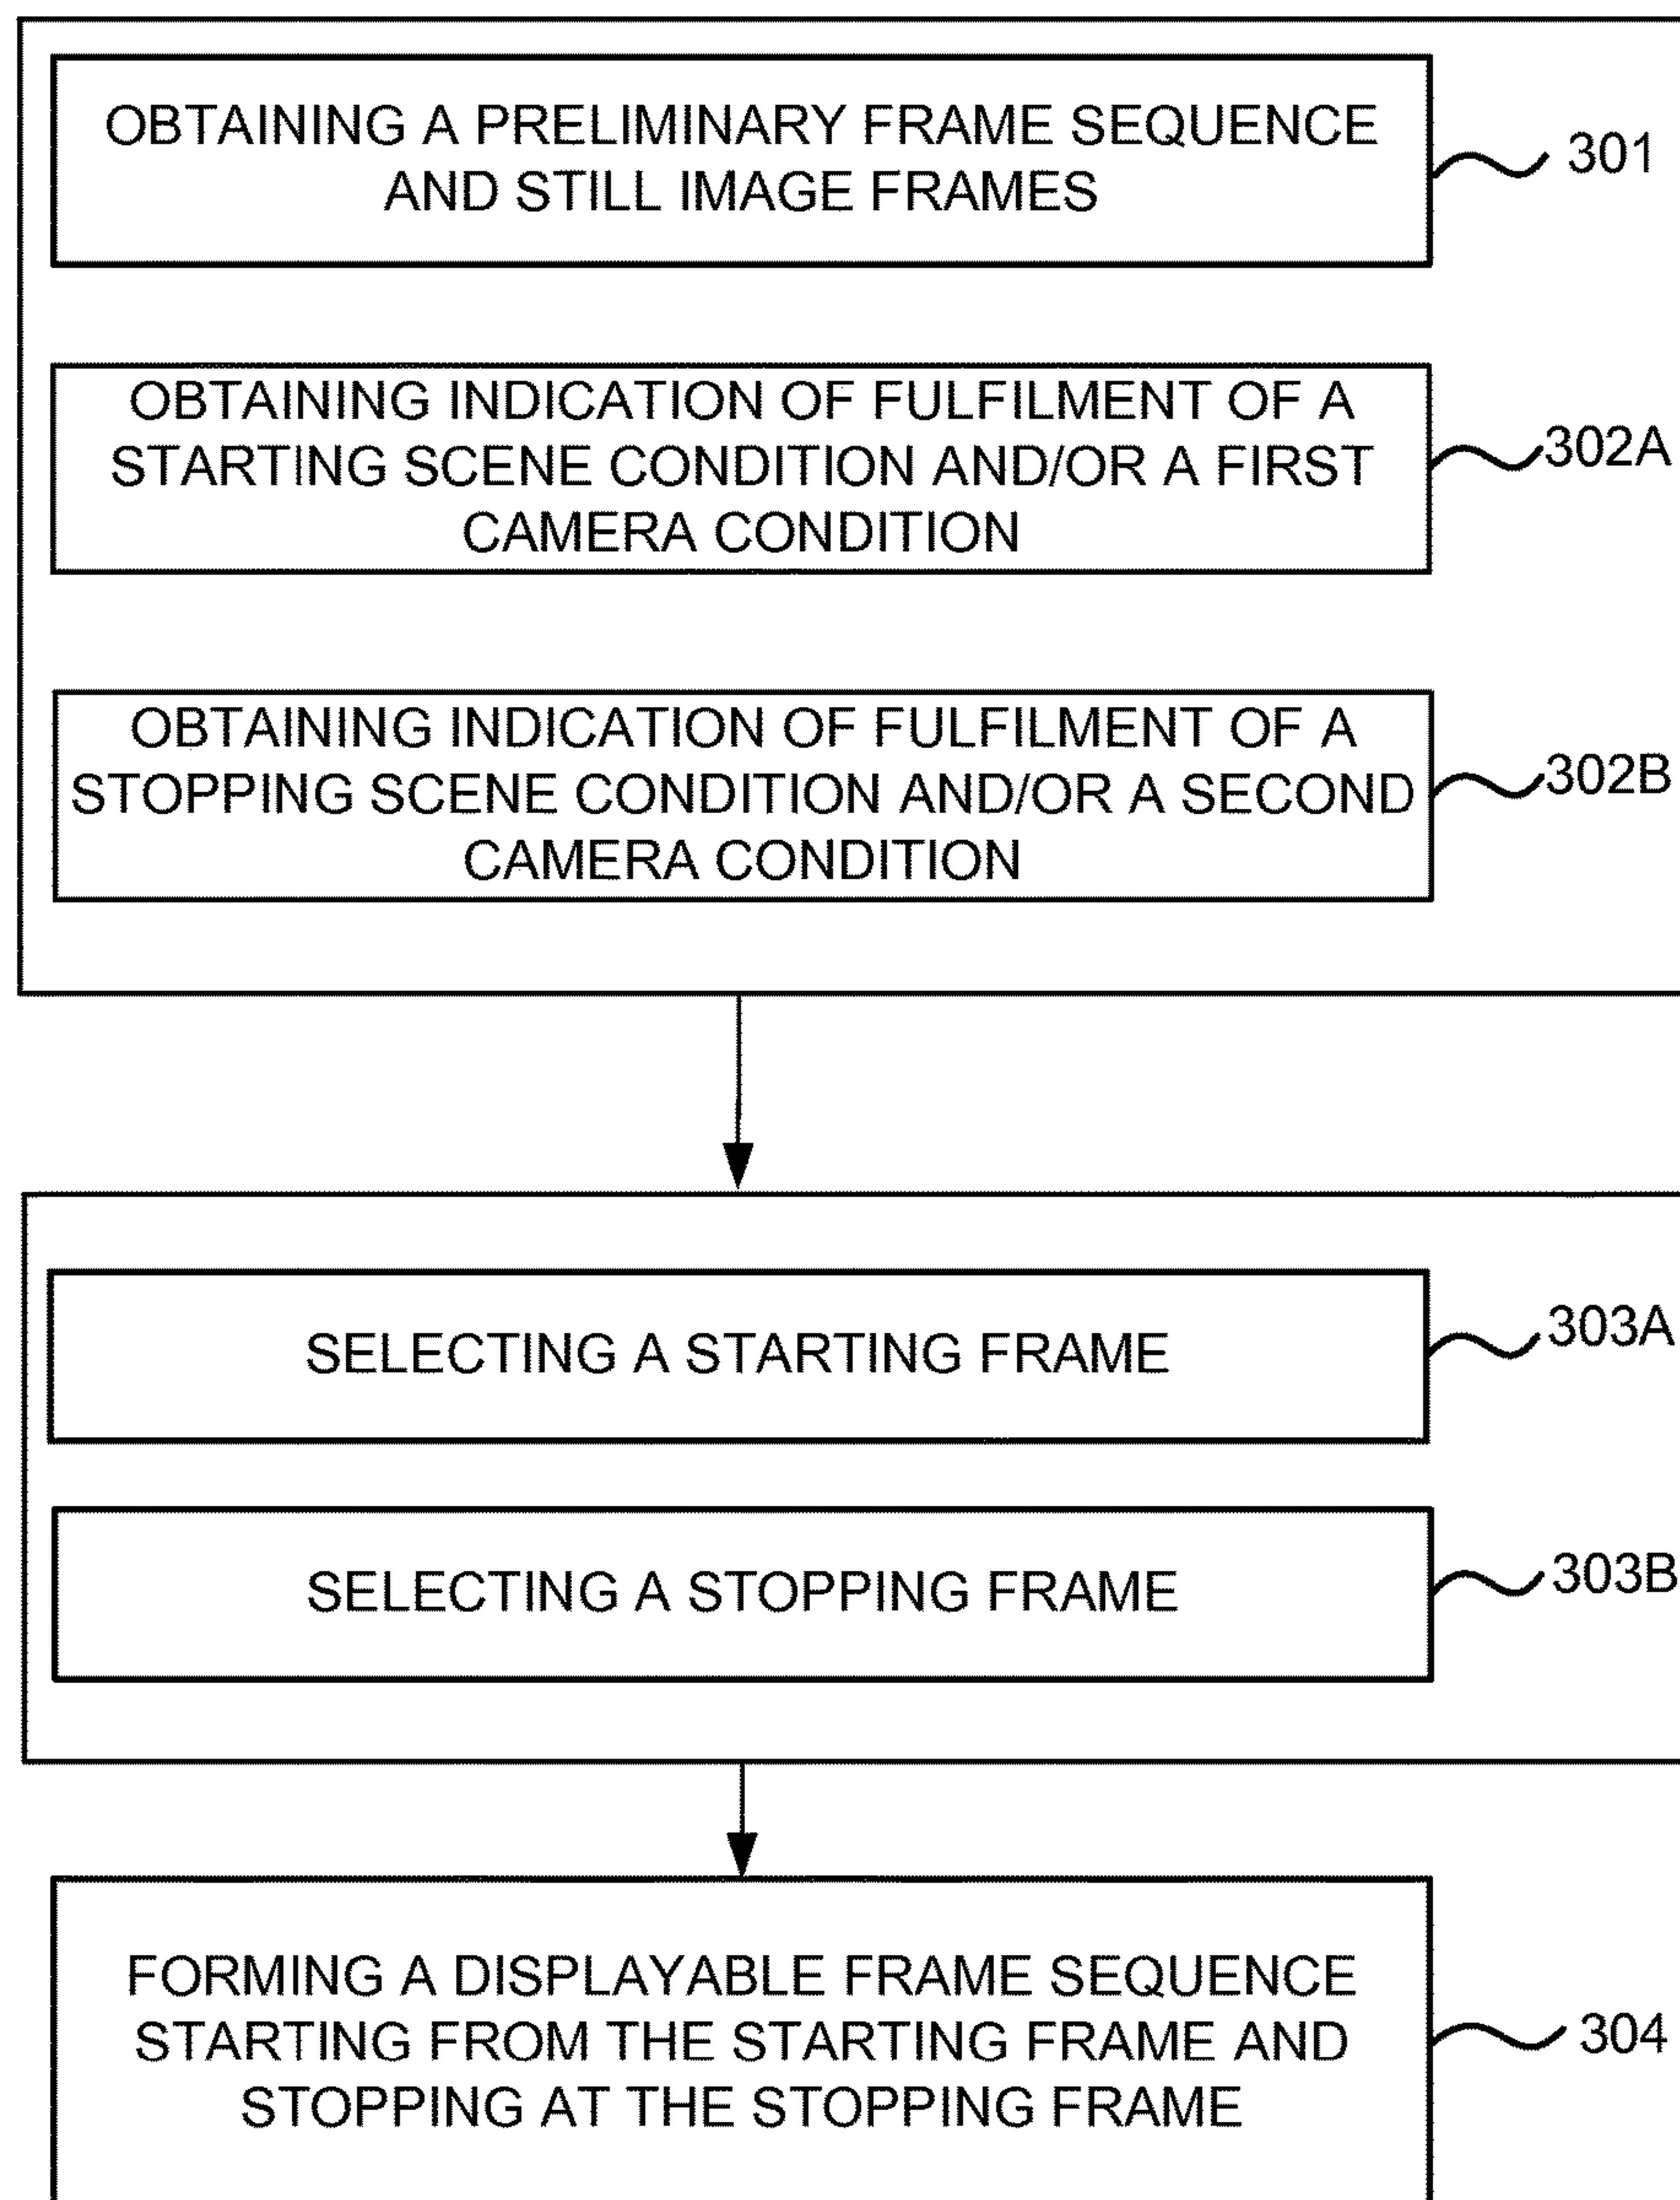 OBTAINING A PRELIMINARY FRAME SEQUENCE
AND STILL IMAGE FRAMES
301
OBTAINING INDICATION OF FULFILMENT OF A
STARTING SCENE CONDITION AND/OR A FIRST
CAMERA CONDITION
302A
OBTAINING INDICATION OF FULFILMENT OF A
STOPPING SCENE CONDITION AND/OR A SECOND
CAMERA CONDITION
302B
SELECTING A STARTING FRAME
303A
SELECTING A STOPPING FRAME
303B
FORMING A DISPLAYABLE FRAME SEQUENCE
STARTING FROM THE STARTING FRAME AND
STOPPING AT THE STOPPING FRAME
304